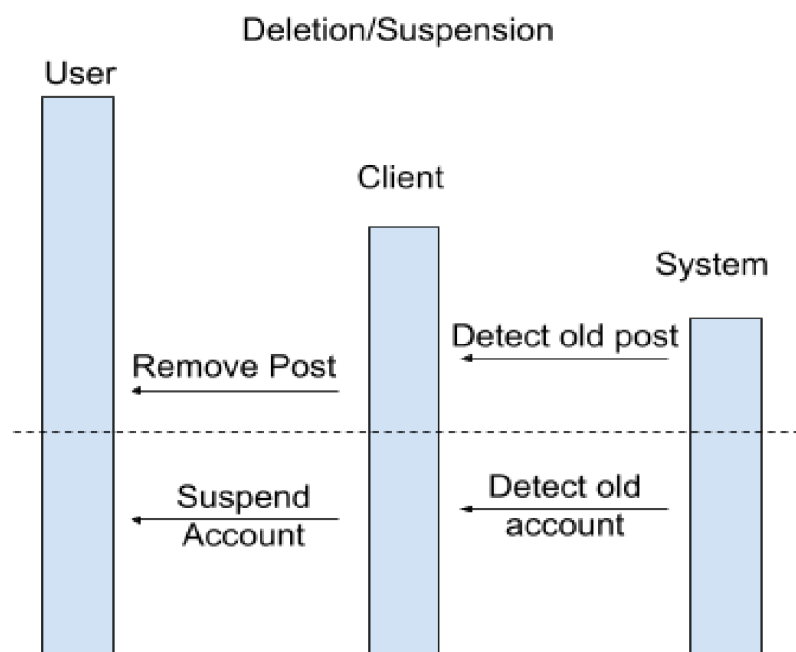 Deletion/Suspension
User
Client
System
Detect old post
Remove Post
Detect old
account
Suspend
Account